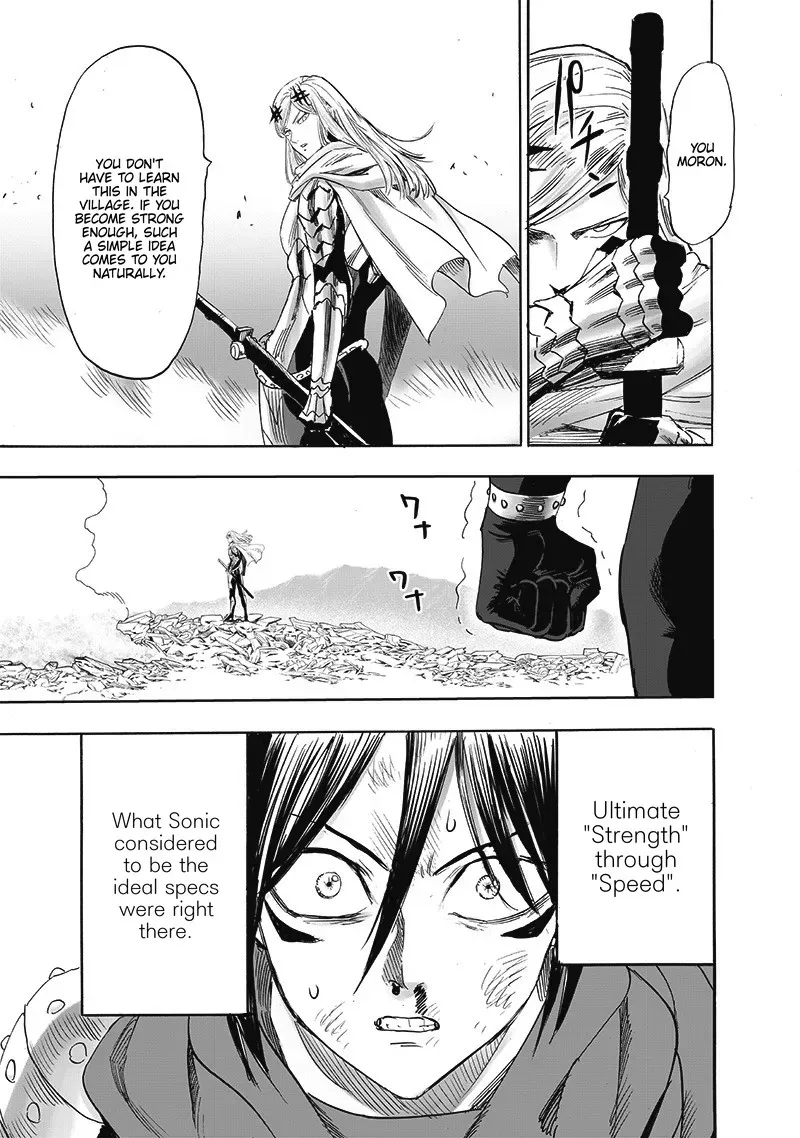 YOU
MORON.
パ
チ
YOU DON'T
HAVE TO LEARN
THIS IN THE
VILLAGE. IF YOU
BECOME STRONG
ENOUGH, SUCH
A SIMPLE IDEA
COMES TO YOU
NATURALLY.
ワナ
ワナ
Ultimate
"Strength"
through
"Speed".
What Sonic
considered
to be the
ideal specs
were right
there.